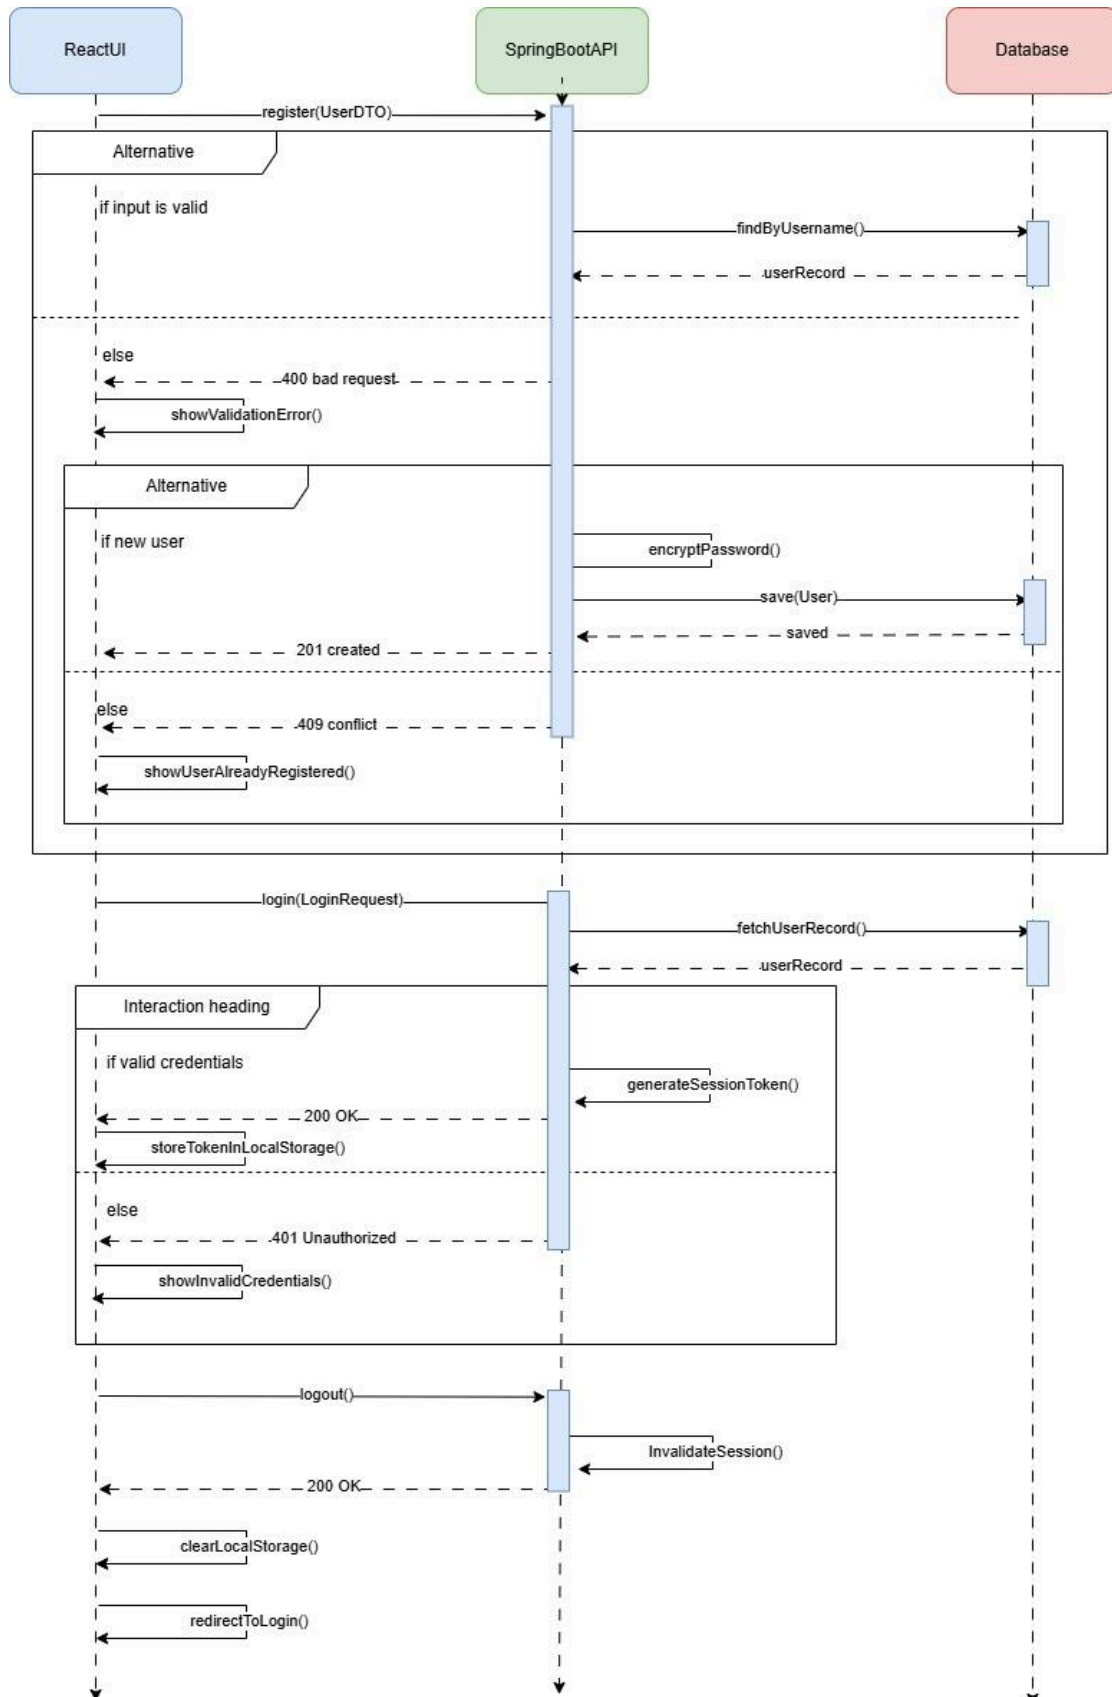 ReactUI
SpringBootAPI
Database
register(UserDTO)
Alternative
if input is valid
findByUsername()
userRecord
else
400 bad request
showValidationError()
Alternative
if new user
encryptPassword()
save(User)
saved
201 created
else
409 conflict
showUserAlreadyRegistered()
login(LoginRequest)
fetchUserRecord()
userRecord
Interaction heading
if valid credentials
generateSessionToken()
200 OK
storeTokenInLocalStorage()
else
401 Unauthorized
showInvalidCredentials()
logout()
InvalidateSession()
200 OK
clearLocalStorage()
redirectToLogin()